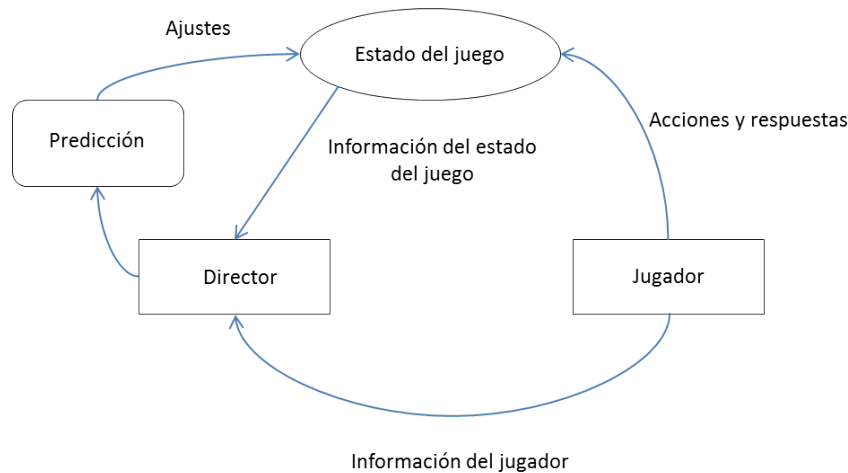 Ajustes
Estado del juego
Acciones y respuestas
Predicción
Información del estado
del juego
Director
Jugador
Información del jugador